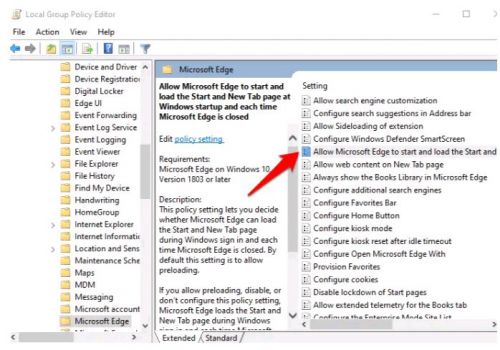 Local Group Policy Editor
File Action View Help
Device and Driver
Device Registration
Digital Locker
Edge UI
Event Forwarding
Event Log Service
Event Logging
Event Viewer
File Explorer
File History
Find My Device
Handwriting
HomeGroup
Internet Explorer
Internet Informatic
Location and Sens
Maintenance Sche
Maps
MDM
Messaging
Microsoft account
Microsoft Edge
Microsoft Edge
Allow Microsoft Edge to start and
load the Start and New Tab page at
Windows startup and each time
Microsoft Edge is closed
Edit policy setting.
Requirements:
Microsoft Edge on Windows 10,
Version 1803 or later
Description:
This policy setting lets you decide
whether Microsoft Edge can load
the Start and New Tab page
during Windows sign in and each
time Microsoft Edge is closed. By
default this setting is to allow
preloading.
If you allow preloading, disable, or
don't configure this policy setting,
Microsoft Edge loads the Start and
New Tab page during Windows
sign in and each time Microsoft
Setting
Allow search engine customization
Configure search suggestions in Address bar
Allow Sideloading of extension
Configure Windows Defender SmartScreen
Allow Microsoft Edge to start and load the Start and
Allow web content on New Tab page
Always show the Books Library in Microsoft Edge
Configure additional search engines
Configure Favorites Bar
Configure Home Button
Configure kiosk mode
Configure kiosk reset after idle timeout
Configure Open Microsoft Edge With
Provision Favorites
Configure cookies
Disable lockdown of Start pages
Allow extended telemetry for the Books tab
Configure the Enterprise Mode Site List
Extended Standard